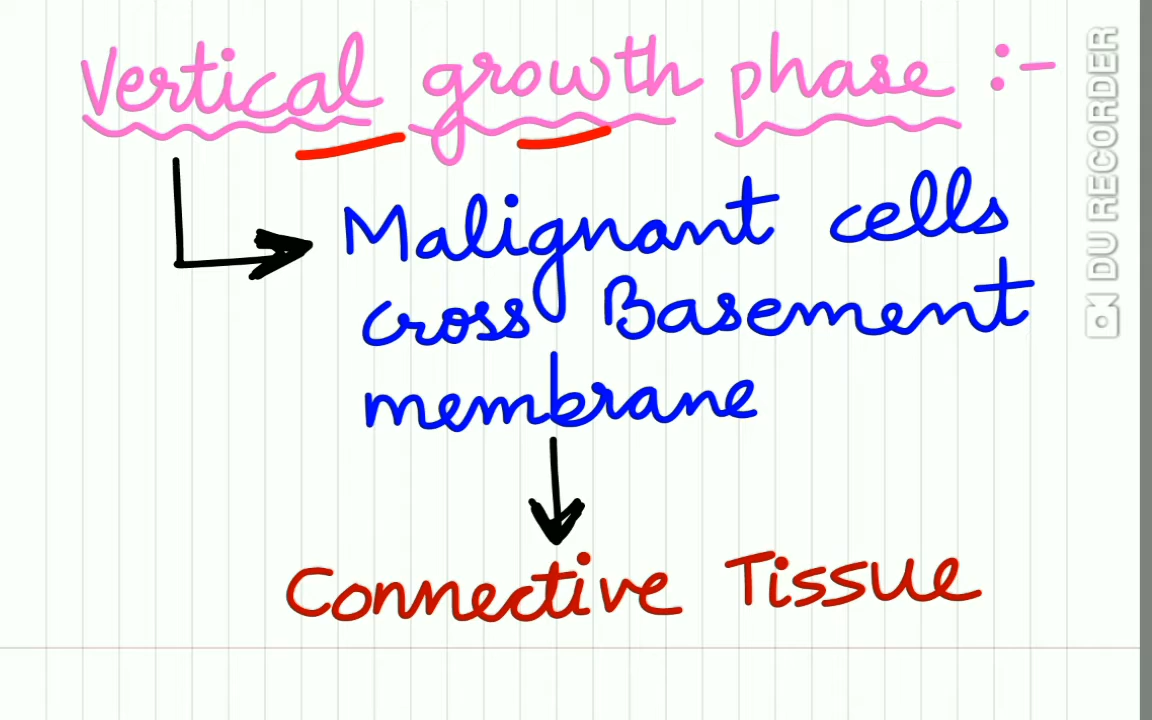 Vertical growth phase :-
Malignant cells
cross Basement
membrane
Connective Tissue
DU RECORDER